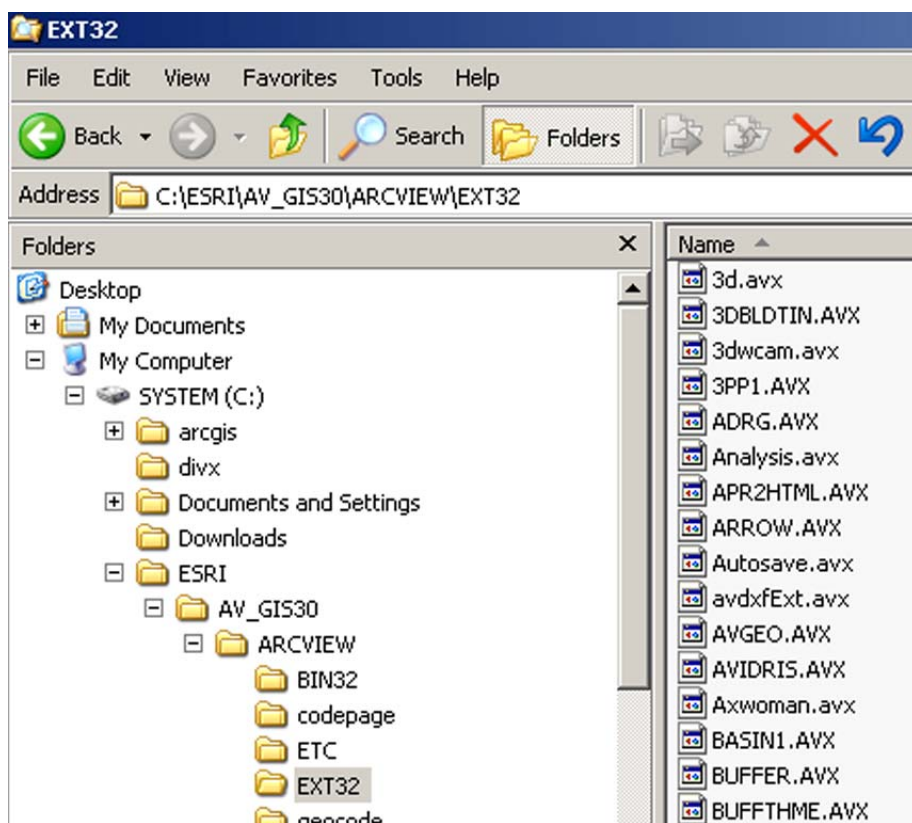 EXT32
File Edit View Favorites Tools Help
Back Search Folders
Address C:\ESRI\AV_GIS30\ARCVIEW\EXT32
Folders
Desktop
My Documents
My Computer
SYSTEM (C:)
arcgis
divx
Documents and Settings
Downloads
ESRI
AV_GIS30
ARCVIEW
BIN32
codepage
ETC
EXT32
geocode
Name
3d.avx
3DBLDTIN.AVX
3dwcam.avx
3PP1.AVX
ADRG.AVX
Analysis.avx
APR2HTML.AVX
ARROW.AVX
Autosave.avx
avdxfExt.avx
AVGEO.AVX
AVIDRIS.AVX
Axwoman.avx
BASIN1.AVX
BUFFER.AVX
BUFFTHME.AVX